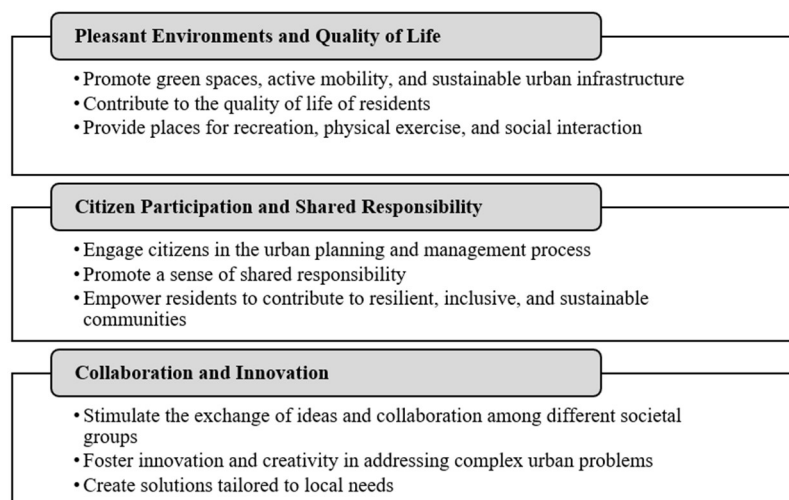 Pleasant Environments and Quality of Life
• Promote green spaces, active mobility, and sustainable urban infrastructure
• Contribute to the quality of life of residents
• Provide places for recreation, physical exercise, and social interaction
Citizen Participation and Shared Responsibility
• Engage citizens in the urban planning and management process
• Promote a sense of shared responsibility
• Empower residents to contribute to resilient, inclusive, and sustainable
communities
Collaboration and Innovation
• Stimulate the exchange of ideas and collaboration among different societal
groups
• Foster innovation and creativity in addressing complex urban problems
• Create solutions tailored to local needs